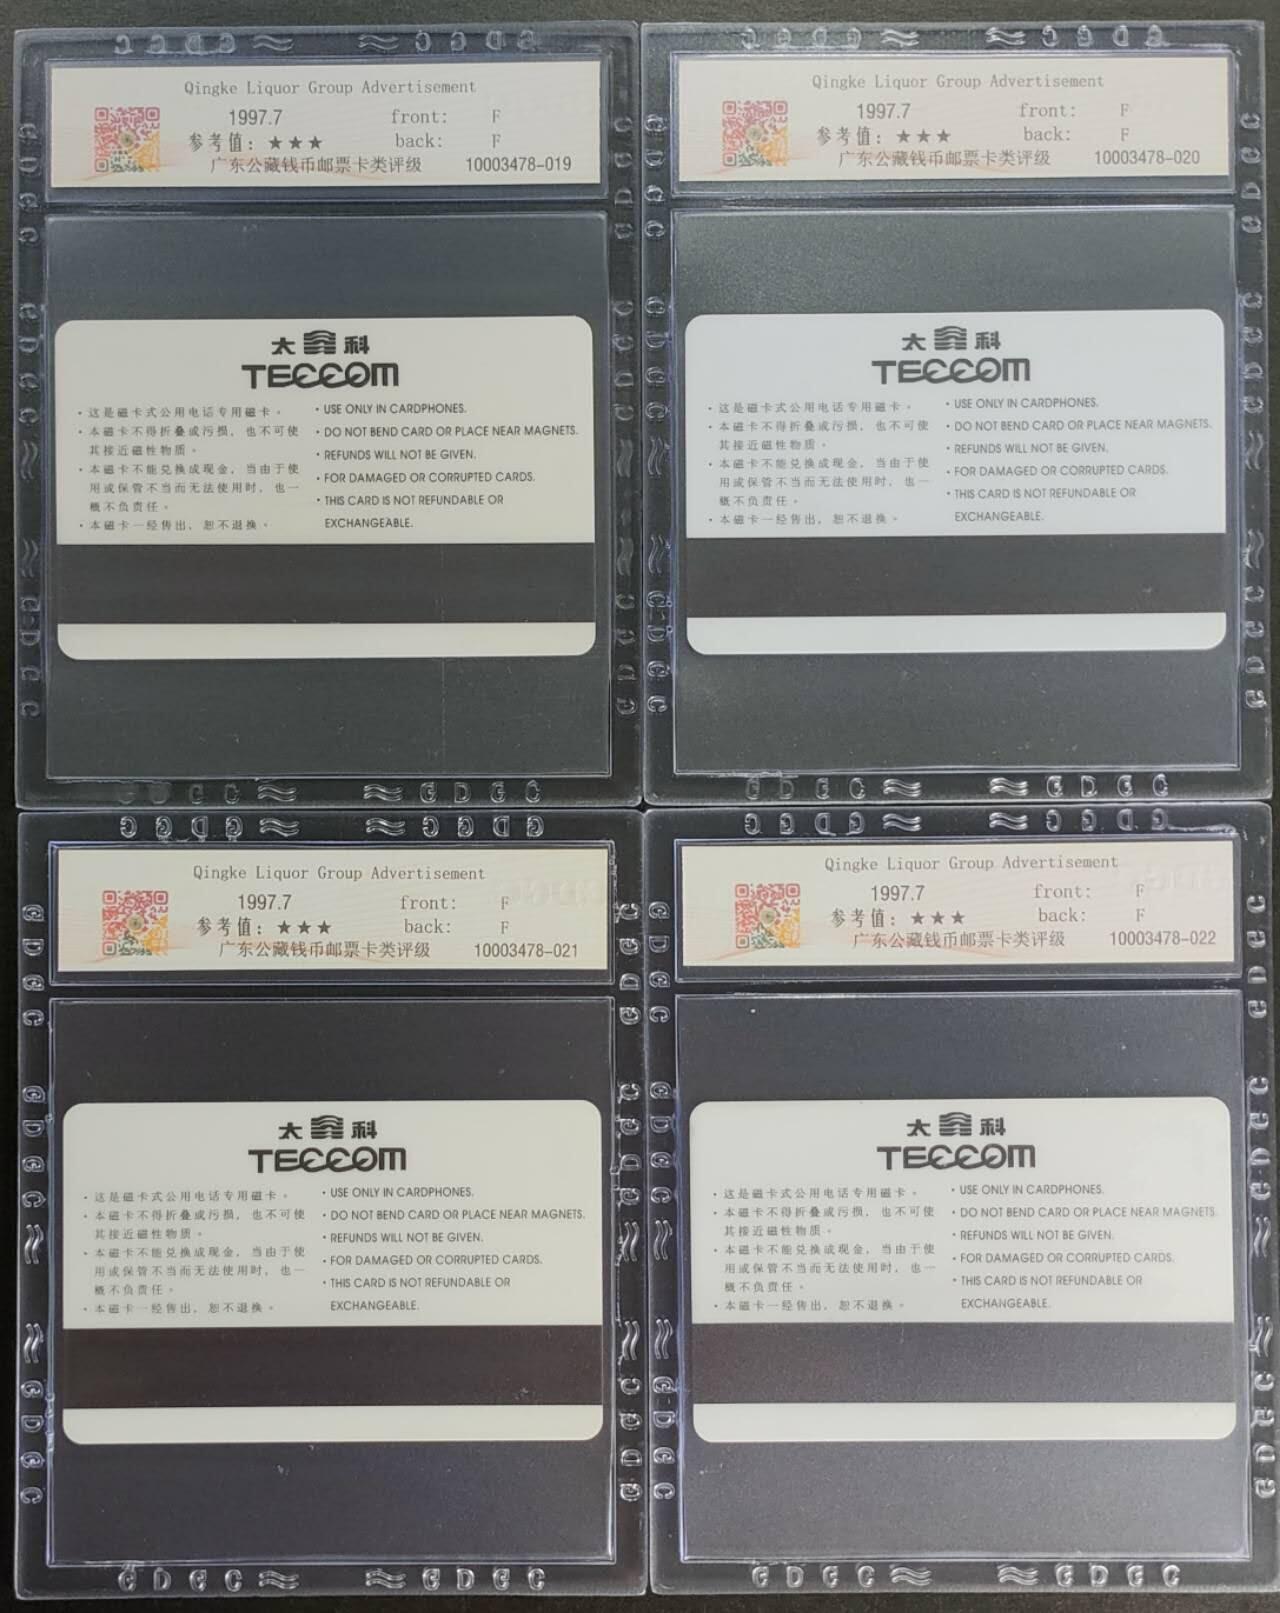 GDGC GDGC
Qingke Liquor Group Advertisement
1997.7 front: F
参考值：★★★ back: F
广东公藏钱币邮票卡类评级 10003478-019
太鑫科
TECCOM
・这是磁卡式公用电话专用磁卡。
・本磁卡不得折叠或污损，也不可使
其接近磁性物质。
・本磁卡不能兑换成现金，当由于使
用或保管不当而无法使用时，也一
概不负责任。
・本磁卡一经售出，恕不退换。
・USE ONLY IN CARDPHONES.
・DO NOT BEND CARD OR PLACE NEAR MAGNETS.
・REFUNDS WILL NOT BE GIVEN.
・FOR DAMAGED OR CORRUPTED CARDS.
・THIS CARD IS NOT REFUNDABLE OR
EXCHANGEABLE.
GDGC GDGC
Qingke Liquor Group Advertisement
1997.7 front: F
参考值：★★★ back: F
广东公藏钱币邮票卡类评级 10003478-020
太鑫科
TECCOM
・这是磁卡式公用电话专用磁卡。
・本磁卡不得折叠或污损，也不可使
其接近磁性物质。
・本磁卡不能兑换成现金，当由于使
用或保管不当而无法使用时，也一
概不负责任。
・本磁卡一经售出，恕不退换。
・USE ONLY IN CARDPHONES.
・DO NOT BEND CARD OR PLACE NEAR MAGNETS.
・REFUNDS WILL NOT BE GIVEN.
・FOR DAMAGED OR CORRUPTED CARDS.
・THIS CARD IS NOT REFUNDABLE OR
EXCHANGEABLE.
GDGC GDGC
Qingke Liquor Group Advertisement
1997.7 front: F
参考值：★★★ back: F
广东公藏钱币邮票卡类评级 10003478-021
太鑫科
TECCOM
・这是磁卡式公用电话专用磁卡。
・本磁卡不得折叠或污损，也不可使
其接近磁性物质。
・本磁卡不能兑换成现金，当由于使
用或保管不当而无法使用时，也一
概不负责任。
・本磁卡一经售出，恕不退换。
・USE ONLY IN CARDPHONES.
・DO NOT BEND CARD OR PLACE NEAR MAGNETS.
・REFUNDS WILL NOT BE GIVEN.
・FOR DAMAGED OR CORRUPTED CARDS.
・THIS CARD IS NOT REFUNDABLE OR
EXCHANGEABLE.
GDGC GDGC
Qingke Liquor Group Advertisement
1997.7 front: F
参考值：★★★ back: F
广东公藏钱币邮票卡类评级 10003478-022
太鑫科
TECCOM
・这是磁卡式公用电话专用磁卡。
・本磁卡不得折叠或污损，也不可使
其接近磁性物质。
・本磁卡不能兑换成现金，当由于使
用或保管不当而无法使用时，也一
概不负责任。
・本磁卡一经售出，恕不退换。
・USE ONLY IN CARDPHONES.
・DO NOT BEND CARD OR PLACE NEAR MAGNETS.
・REFUNDS WILL NOT BE GIVEN.
・FOR DAMAGED OR CORRUPTED CARDS.
・THIS CARD IS NOT REFUNDABLE OR
EXCHANGEABLE.
GDGC GDGC